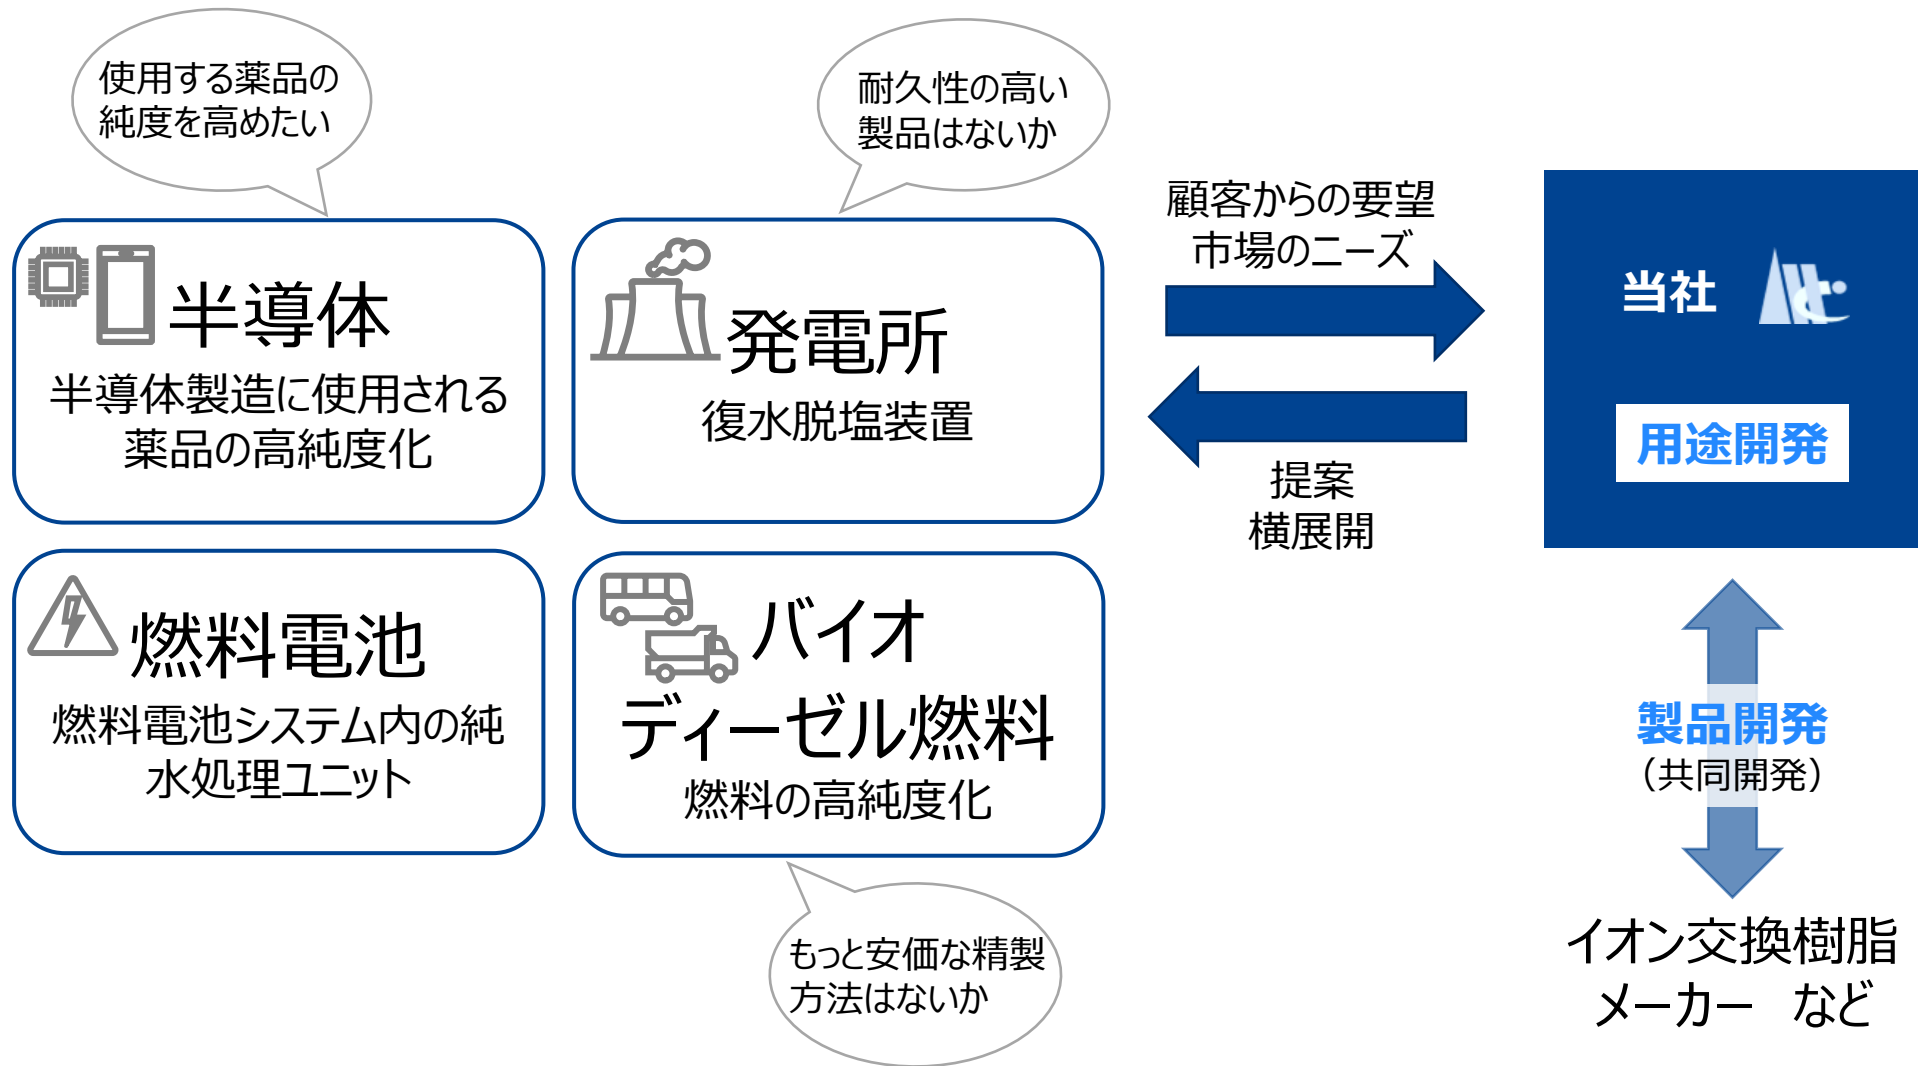 使用する薬品の
純度を高めたい
耐久性の高い
製品はないか
半導体
半導体製造に使用される
薬品の高純度化
発電所
復水脱塩装置
燃料電池
燃料電池システム内の純
水処理ユニット
バイオ
ディーゼル燃料
燃料の高純度化
もっと安価な精製
方法はないか
顧客からの要望
市場のニーズ
提案
横展開
当社
用途開発
製品開発
（共同開発）
イオン交換樹脂
メーカー　など